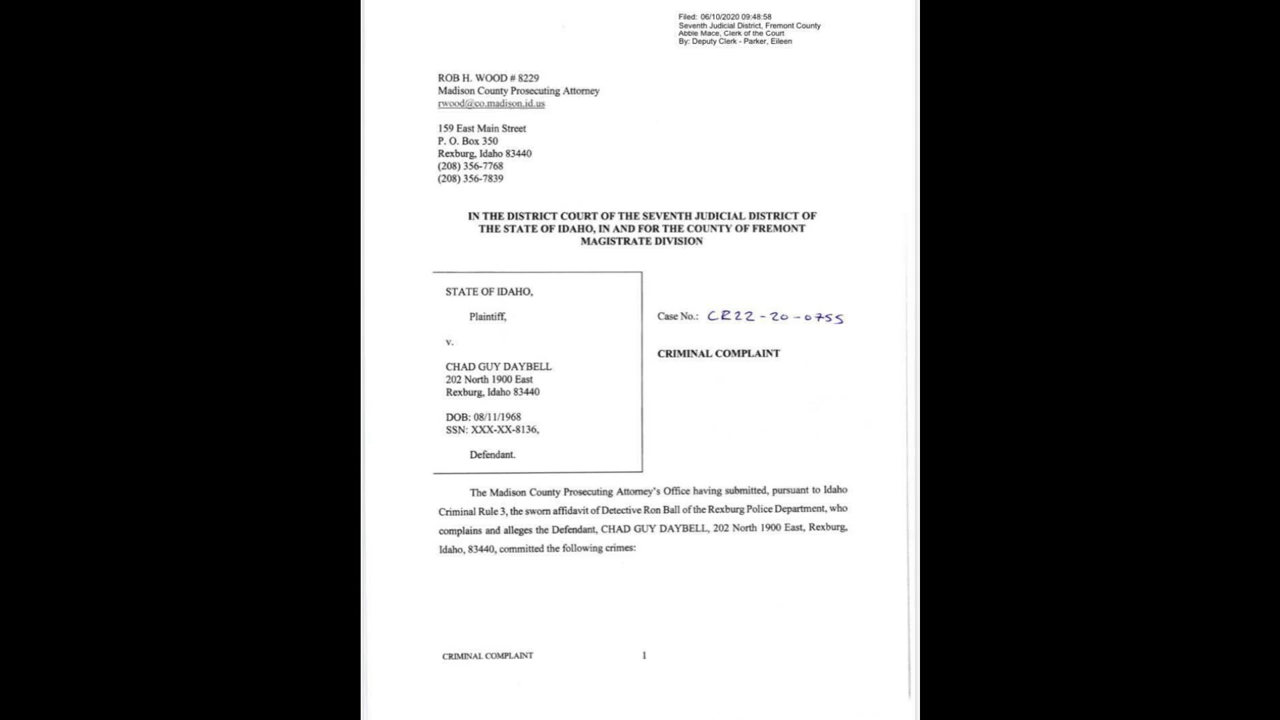 Filed: 06/10/2020 09:48:58
Seventh Judicial District, Fremont County
Abbie Mace, Clerk of the Court
By: Deputy Clerk - Parker, Eileen
ROB H. WOOD # 8229
Madison County Prosecuting Attorney
rwood@co.madison.id.us
159 East Main Street
P. O. Box 350
Rexburg, Idaho 83440
(208) 356-7768
(208) 356-7839
IN THE DISTRICT COURT OF THE SEVENTH JUDICIAL DISTRICT OF
THE STATE OF IDAHO, IN AND FOR THE COUNTY OF FREMONT
MAGISTRATE DIVISION
STATE OF IDAHO,
Plaintiff,
v.
CHAD GUY DAYBELL
202 North 1900 East
Rexburg, Idaho 83440
DOB: 08/11/1968
SSN: XXX-XX-8136,
Defendant.
Case No.: CR22-20-0755
CRIMINAL COMPLAINT
The Madison County Prosecuting Attorney's Office having submitted, pursuant to Idaho
Criminal Rule 3, the sworn affidavit of Detective Ron Ball of the Rexburg Police Department, who
complains and alleges the Defendant, CHAD GUY DAYBELL, 202 North 1900 East, Rexburg,
Idaho, 83440, committed the following crimes:
CRIMINAL COMPLAINT 1